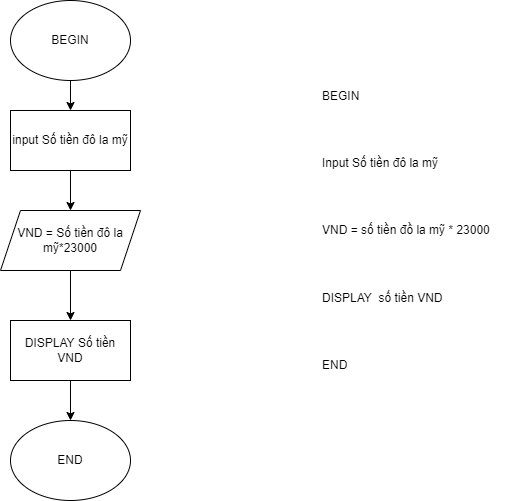 BEGIN
input Số tiền đô la mỹ
VND = Số tiền đô la
mỹ*23000
DISPLAY Số tiền
VND
END
BEGIN
Input Số tiền đô la mỹ
VND = số tiền đồ la mỹ * 23000
DISPLAY  số tiền VND
END